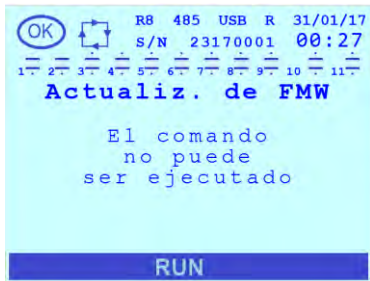 OK R8 485 USB R 31/01/17
S/N 23170001 00:27
1 2 3 4 5 6 7 8 9 10 11
Actualiz. de FMW
El comando
no puede
ser ejecutado
RUN